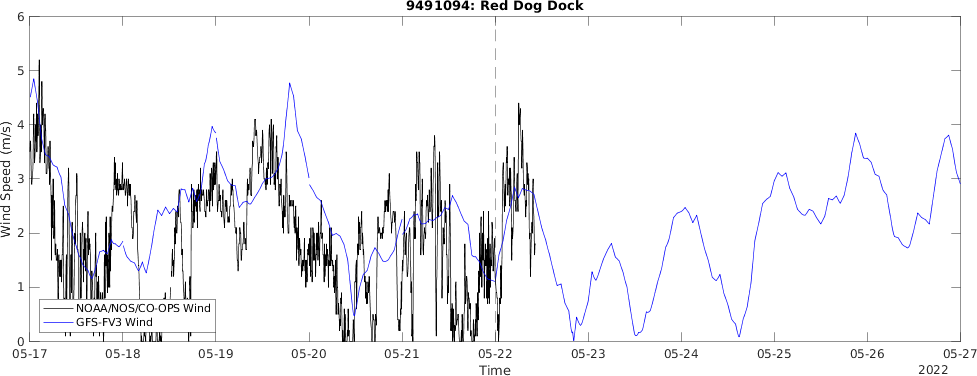 9491094: Red Dog Dock
6
5
4
3
2
1
0
Wind Speed (m/s)
NOAA/NOS/CO-OPS Wind
GFS-FV3 Wind
05-17 05-18 05-19 05-20 05-21 05-22 05-23 05-24 05-25 05-26 05-27
Time
2022